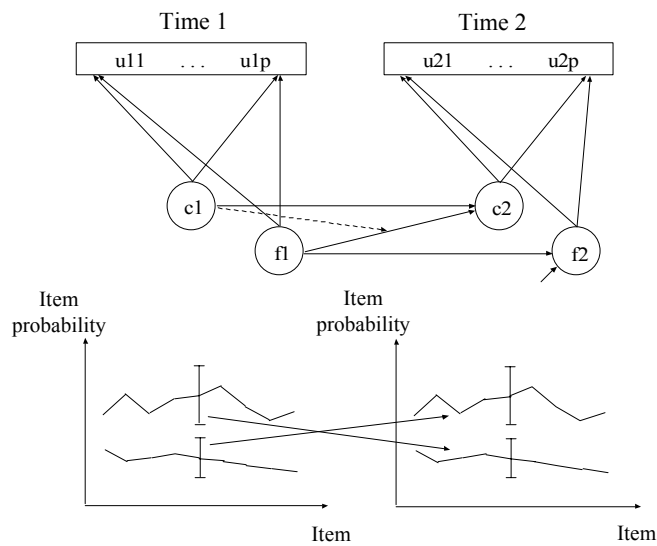 Time 1
Time 2
u11 . . . u1p
u21 . . . u2p
c1
c2
f1
f2
Item
probability
Item
probability
Item
Item